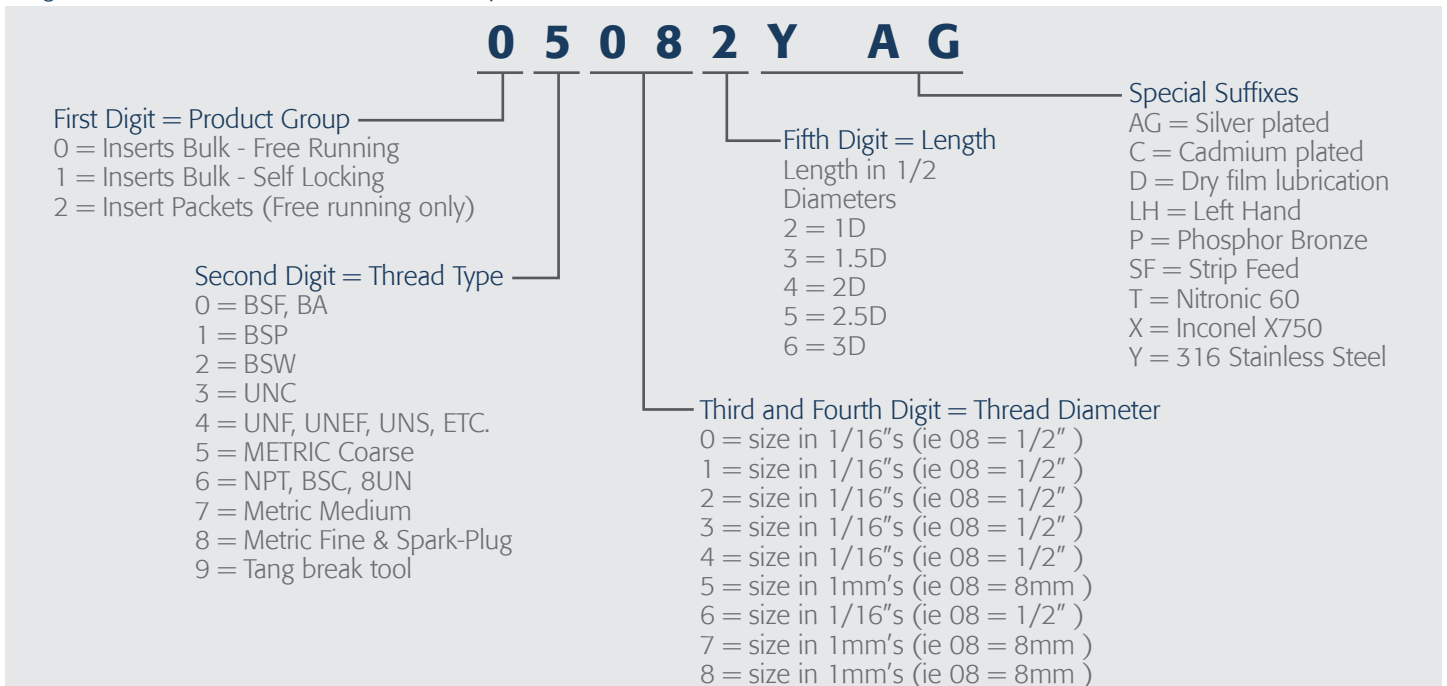 0 5 0 8 2 Y A G
First Digit = Product Group
0 = Inserts Bulk - Free Running
1 = Inserts Bulk - Self Locking
2 = Insert Packets (Free running only)
Second Digit = Thread Type
0 = BSF, BA
1 = BSP
2 = BSW
3 = UNC
4 = UNF, UNEF, UNS, ETC.
5 = METRIC Coarse
6 = NPT, BSC, 8UN
7 = Metric Medium
8 = Metric Fine & Spark-Plug
9 = Tang break tool
Fifth Digit = Length
Length in 1/2
Diameters
2 = 1D
3 = 1.5D
4 = 2D
5 = 2.5D
6 = 3D
Special Suffixes
AG = Silver plated
C = Cadmium plated
D = Dry film lubrication
LH = Left Hand
P = Phosphor Bronze
SF = Strip Feed
T = Nitronic 60
X = Inconel X750
Y = 316 Stainless Steel
Third and Fourth Digit = Thread Diameter
0 = size in 1/16"s (ie 08 = 1/2" )
1 = size in 1/16"s (ie 08 = 1/2" )
2 = size in 1/16"s (ie 08 = 1/2" )
3 = size in 1/16"s (ie 08 = 1/2" )
4 = size in 1/16"s (ie 08 = 1/2" )
5 = size in 1mm's (ie 08 = 8mm )
6 = size in 1/16"s (ie 08 = 1/2" )
7 = size in 1mm's (ie 08 = 8mm )
8 = size in 1mm's (ie 08 = 8mm )